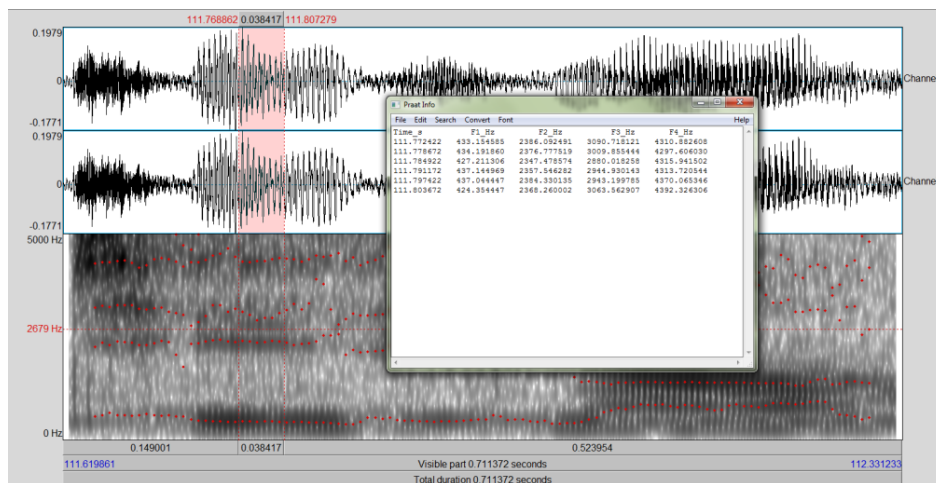 111.768862 0.038417 111.807279
0.1979
0
Channel
-0.1771
0.1979
0
Channel
-0.1771
5000 Hz
2679 Hz
0 Hz
Praat Info
File Edit Search Convert Font Help
Time_s F1_Hz F2_Hz F3_Hz F4_Hz
111.772422 433.154585 2386.092491 3090.718121 4310.882608
111.778672 434.191860 2376.777519 3009.855444 4297.606030
111.784922 427.211306 2347.478574 2880.018258 4315.941502
111.791172 437.144969 2357.546282 2944.930143 4313.720544
111.797422 437.044447 2384.330135 2943.199785 4370.065346
111.803672 424.354447 2368.260002 3063.562907 4392.326306
0.149001 0.038417 0.523954
111.619861 Visible part 0.711372 seconds 112.331233
Total duration 0.711372 seconds